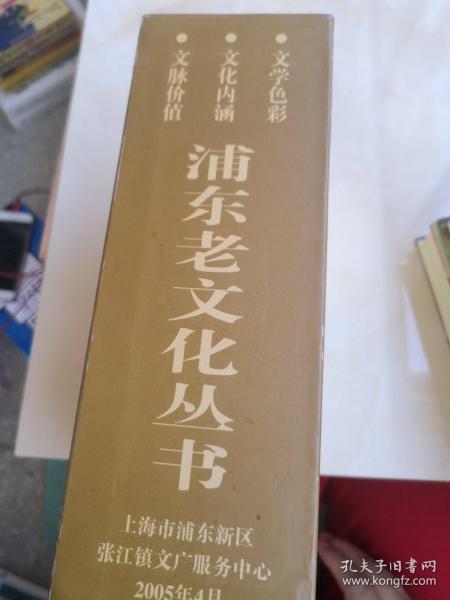 ● 文学色彩
● 文化内涵
● 文脉价值
浦东老文化丛书
上海市浦东新区
张江镇文广服务中心
2005年4月
孔夫子旧书网
www.kongfz.com